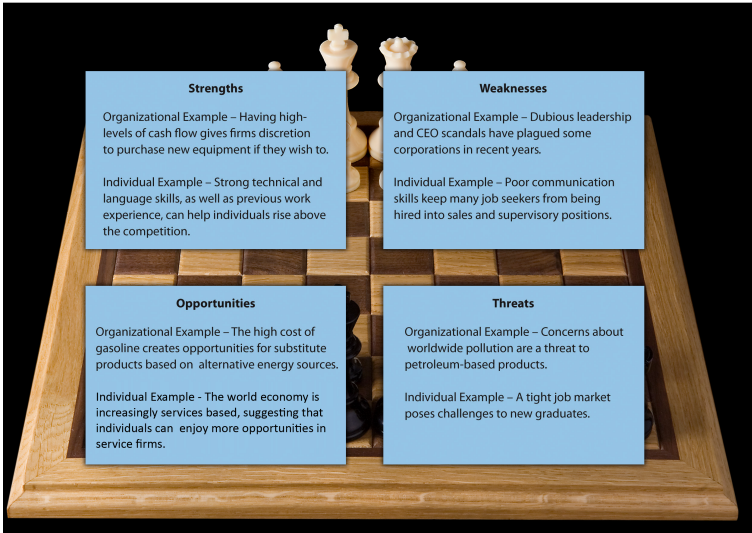 Strengths
Organizational Example – Having high-
levels of cash flow gives firms discretion
to purchase new equipment if they wish to.
Individual Example – Strong technical and
language skills, as well as previous work
experience, can help individuals rise above
the competition.
Weaknesses
Organizational Example – Dubious leadership
and CEO scandals have plagued some
corporations in recent years.
Individual Example – Poor communication
skills keep many job seekers from being
hired into sales and supervisory positions.
Opportunities
Organizational Example – The high cost of
gasoline creates opportunities for substitute
products based on alternative energy sources.
Individual Example - The world economy is
increasingly services based, suggesting that
individuals can enjoy more opportunities in
service firms.
Threats
Organizational Example – Concerns about
worldwide pollution are a threat to
petroleum-based products.
Individual Example – A tight job market
poses challenges to new graduates.